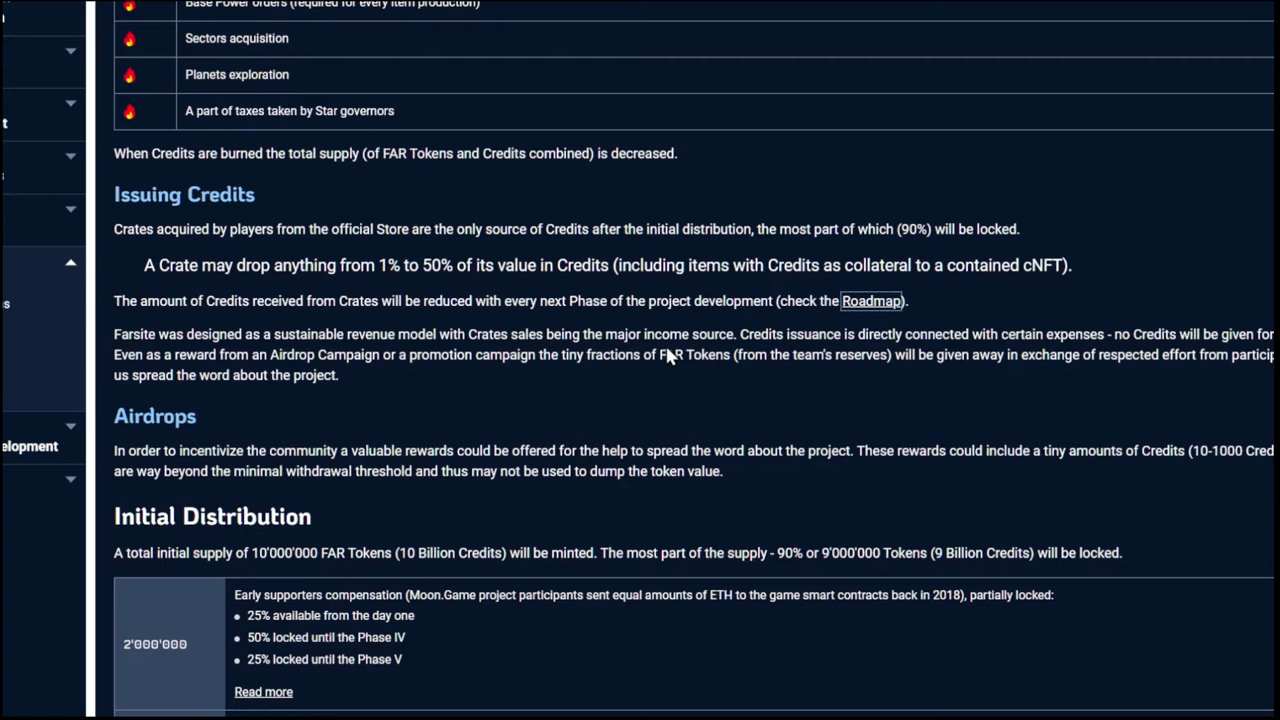 Base Power orders (required for every item production)
Sectors acquisition
Planets exploration
A part of taxes taken by Star governors
When Credits are burned the total supply (of FAR Tokens and Credits combined) is decreased.
Issuing Credits
Crates acquired by players from the official Store are the only source of Credits after the initial distribution, the most part of which (90%) will be locked.
A Crate may drop anything from 1% to 50% of its value in Credits (including items with Credits as collateral to a contained cNFT).
The amount of Credits received from Crates will be reduced with every next Phase of the project development (check the Roadmap).
Farsite was designed as a sustainable revenue model with Crates sales being the major income source. Credits issuance is directly connected with certain expenses - no Credits will be given for
Even as a reward from an Airdrop Campaign or a promotion campaign the tiny fractions of FAR Tokens (from the team's reserves) will be given away in exchange of respected effort from particip
us spread the word about the project.
Airdrops
In order to incentivize the community a valuable rewards could be offered for the help to spread the word about the project. These rewards could include a tiny amounts of Credits (10-1000 Cred
are way beyond the minimal withdrawal threshold and thus may not be used to dump the token value.
elopment
Initial Distribution
A total initial supply of 10'000'000 FAR Tokens (10 Billion Credits) will be minted. The most part of the supply - 90% or 9'000'000 Tokens (9 Billion Credits) will be locked.
2'000'000
Early supporters compensation (Moon.Game project participants sent equal amounts of ETH to the game smart contracts back in 2018), partially locked:
25% available from the day one
50% locked until the Phase IV
25% locked until the Phase V
Read more